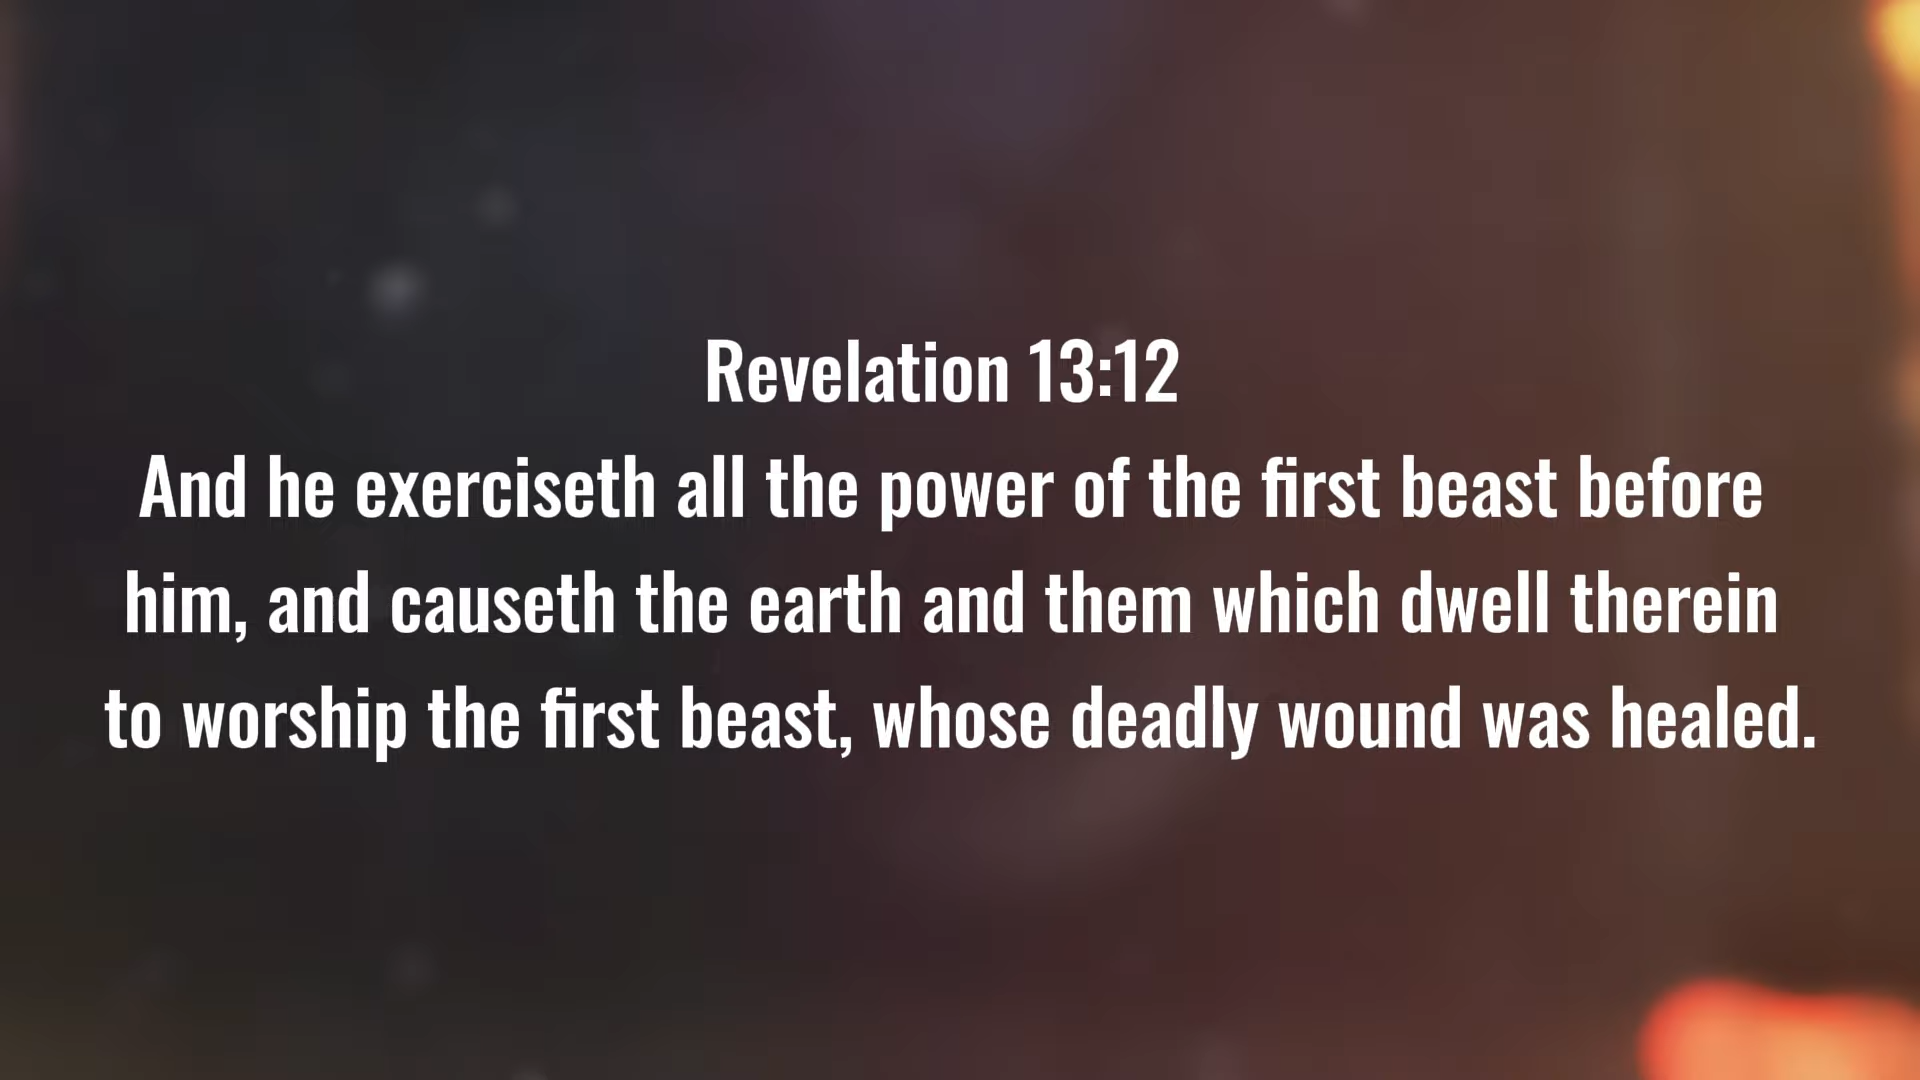 Revelation 13:12
And he exerciseth all the power of the first beast before
him, and causeth the earth and them which dwell therein
to worship the first beast, whose deadly wound was healed.